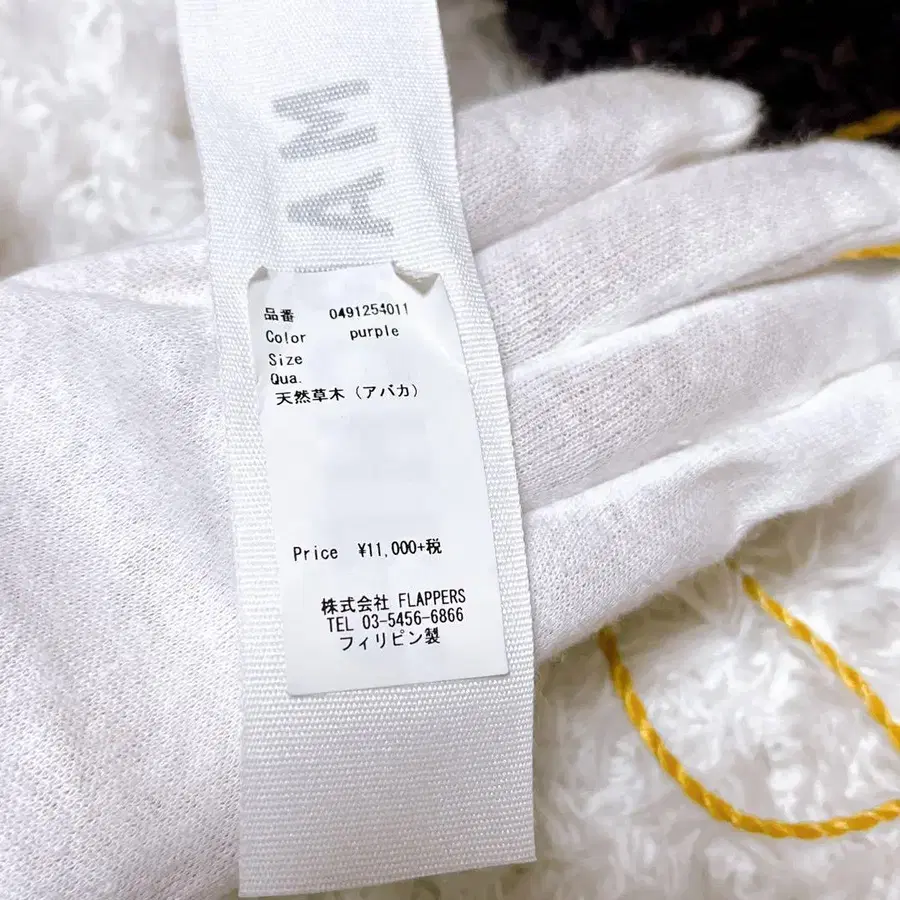 AM
品番 0491254011
Color purple
Size
Qua.
天然草木（アバカ）
Price ¥11,000+税
株式会社 FLAPPERS
TEL 03-5456-6866
フィリピン製